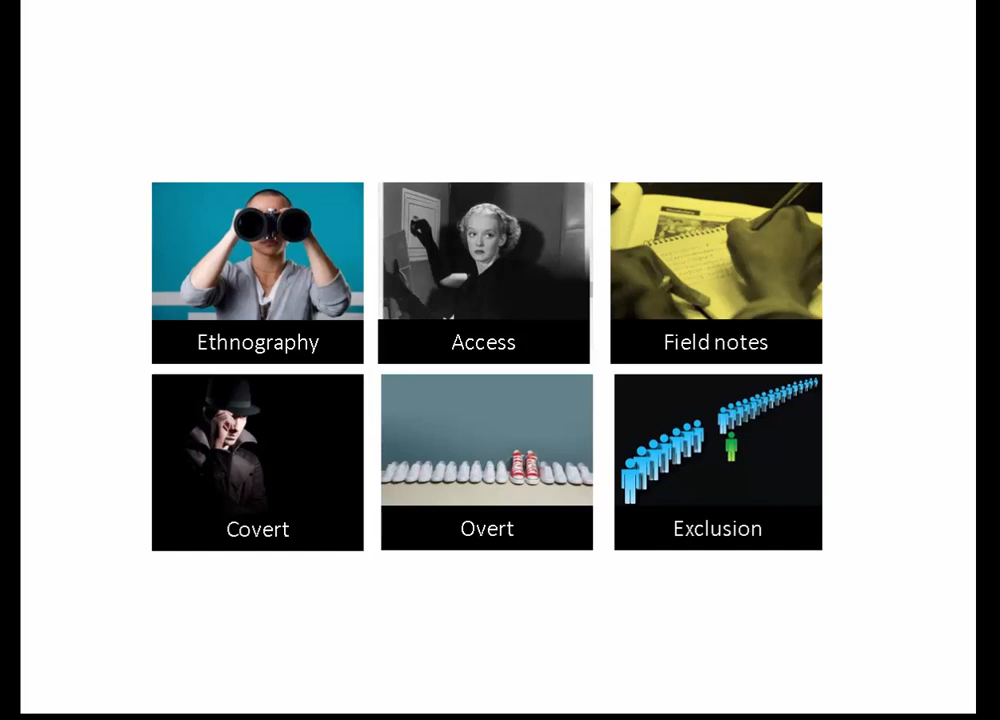 Ethnography
Access
Field notes
Covert
Overt
Exclusion